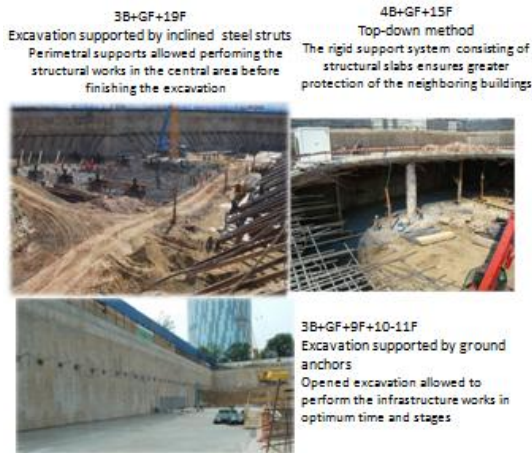 3B+GF+19F
Excavation supported by inclined steel struts
Perimetral supports allowed perfoming the
structural works in the central area before
finishing the excavation
4B+GF+15F
Top-down method
The rigid support system consisting of
structural slabs ensures greater
protection of the neighboring buildings
3B+GF+9F+10-11F
Excavation supported by ground
anchors
Opened excavation allowed to
perform the infrastructure works in
optimum time and stages